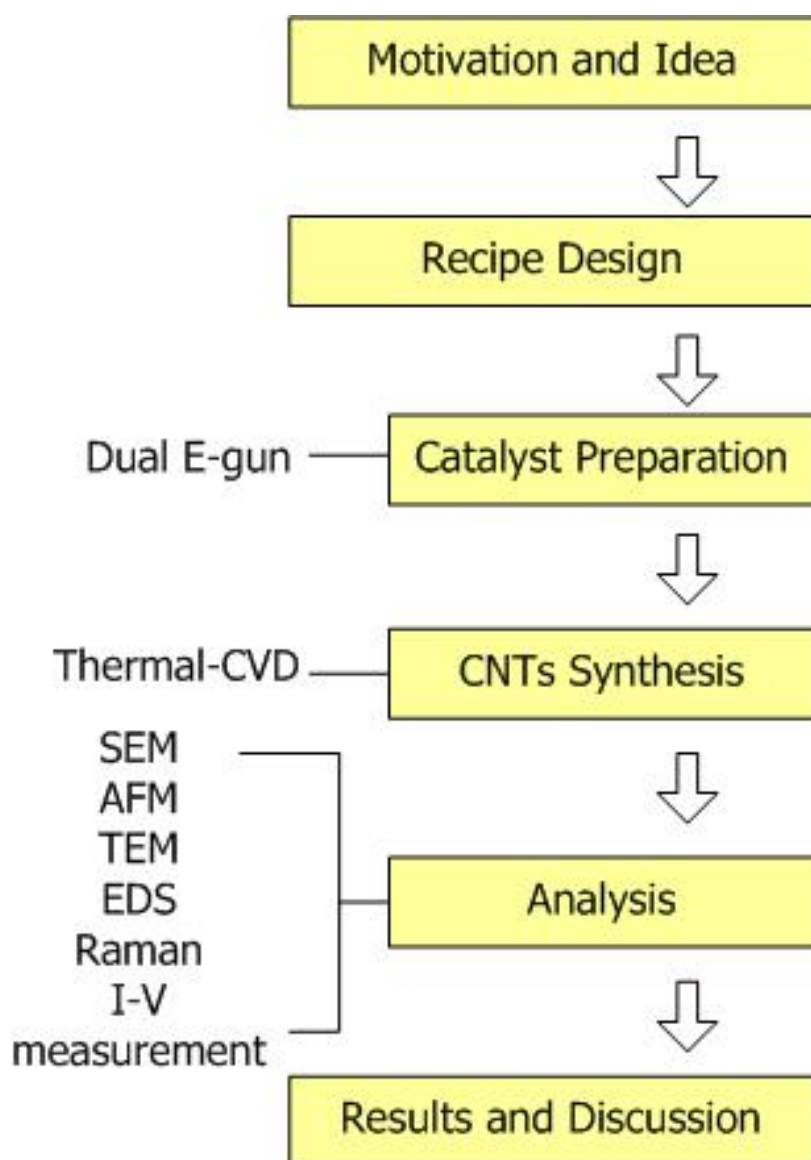 Motivation and Idea
Recipe Design
Dual E-gun
Catalyst Preparation
Thermal-CVD
CNTs Synthesis
SEM
AFM
TEM
EDS
Raman
I-V
measurement
Analysis
Results and Discussion